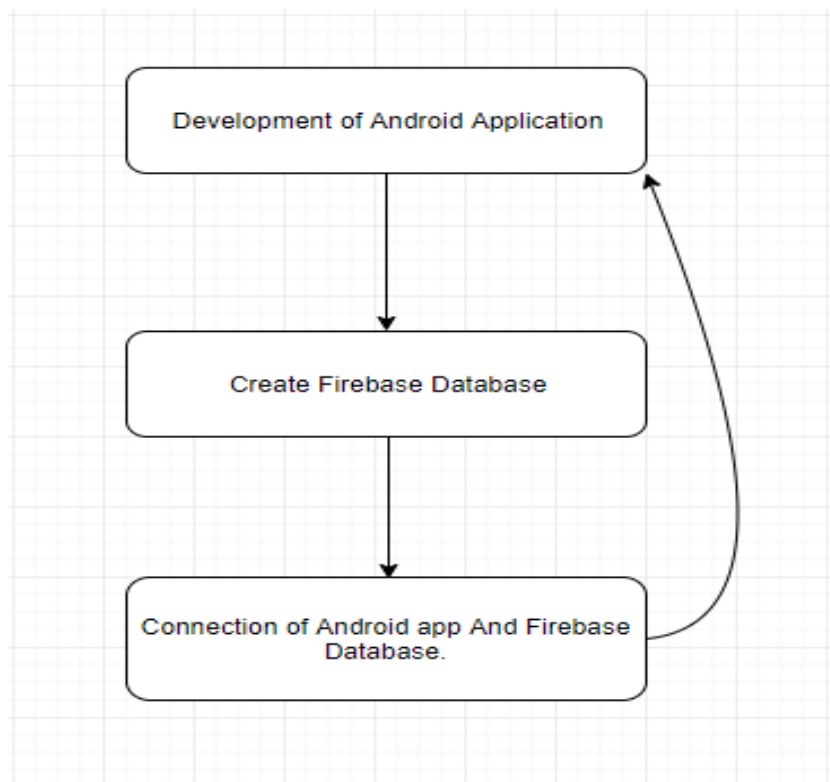 Development of Android Application
Create Firebase Database
Connection of Android app And Firebase
Database.